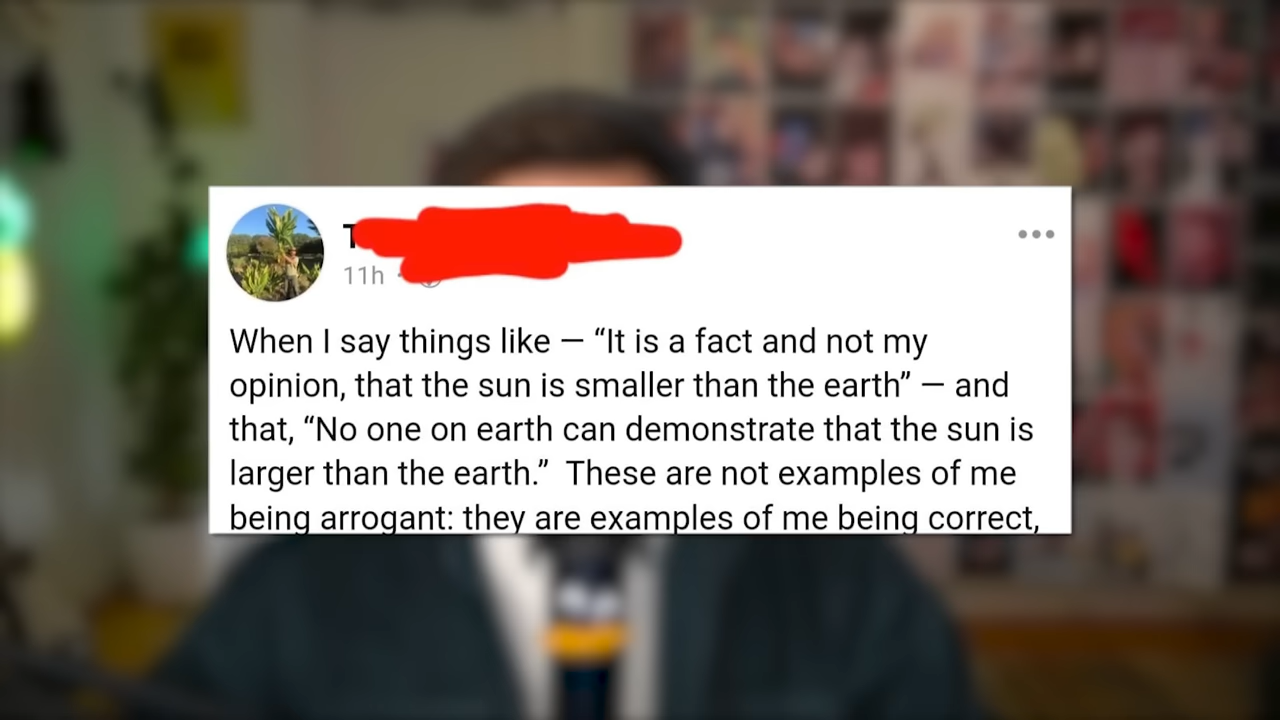 T
11h
When I say things like — “It is a fact and not my
opinion, that the sun is smaller than the earth” — and
that, “No one on earth can demonstrate that the sun is
larger than the earth.”  These are not examples of me
being arrogant: they are examples of me being correct,